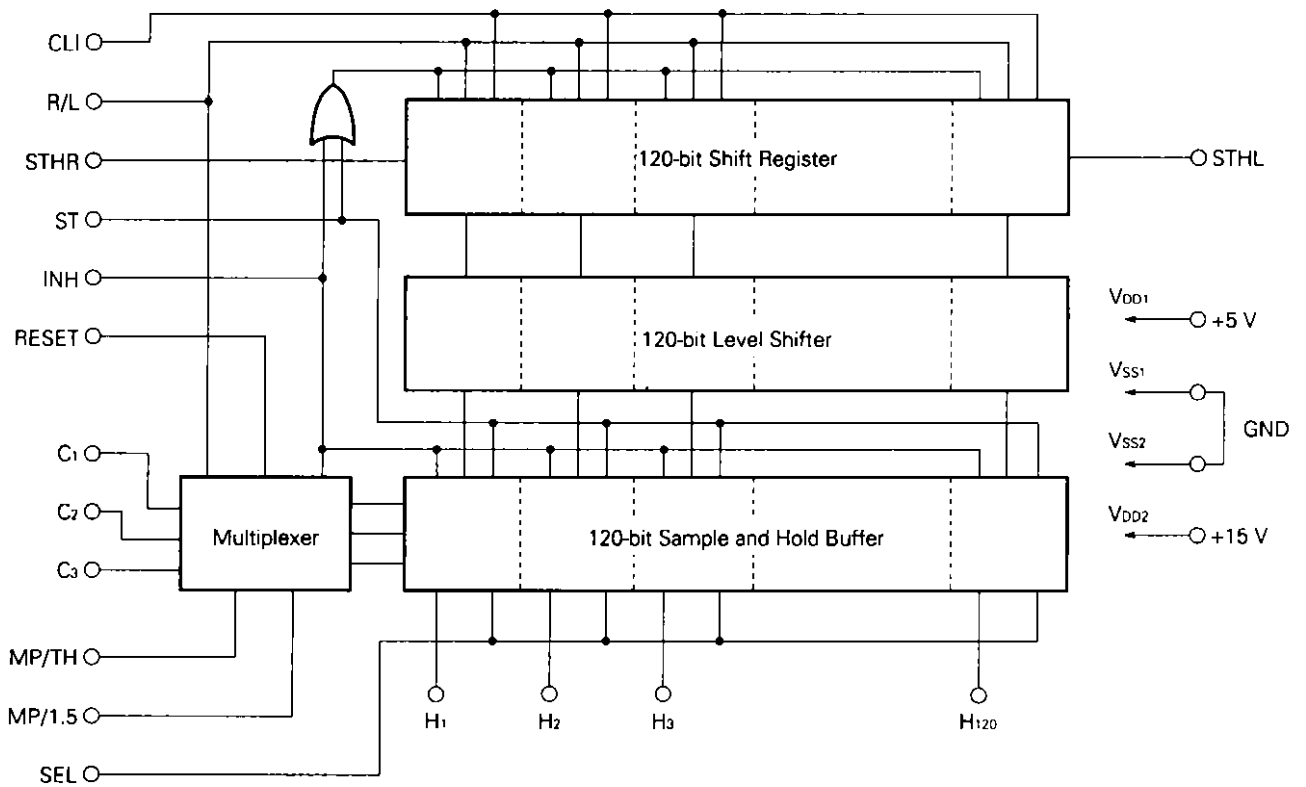 CLI
R/L
STHR
ST
INH
RESET
C1
C2
C3
MP/TH
MP/1.5
SEL
120-bit Shift Register
STHL
120-bit Level Shifter
Multiplexer
120-bit Sample and Hold Buffer
H1
H2
H3
H120
VDD1
+5 V
VSS1
GND
VSS2
VDD2
+15 V